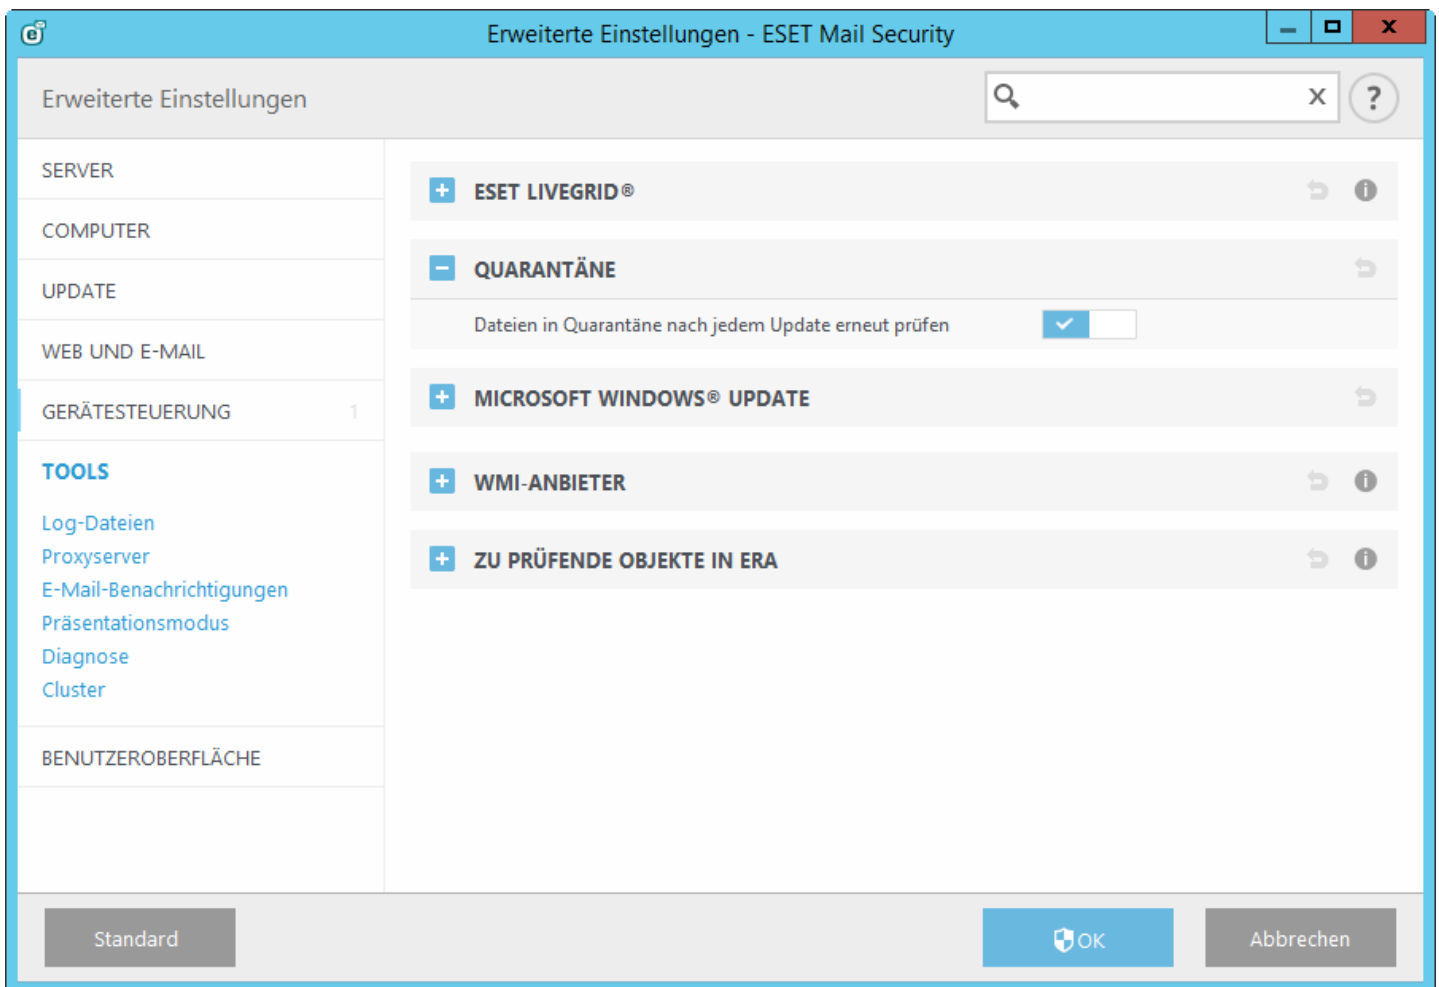 Erweiterte Einstellungen - ESET Mail Security
Erweiterte Einstellungen
SERVER
COMPUTER
UPDATE
WEB UND E-MAIL
GERÄTESTEUERUNG 1
TOOLS
Log-Dateien
Proxyserver
E-Mail-Benachrichtigungen
Präsentationsmodus
Diagnose
Cluster
BENUTZEROBERFLÄCHE
ESET LIVEGRID®
QUARANTÄNE
Dateien in Quarantäne nach jedem Update erneut prüfen
MICROSOFT WINDOWS® UPDATE
WMI-ANBIETER
ZU PRÜFENDE OBJEKTE IN ERA
Standard
OK
Abbrechen